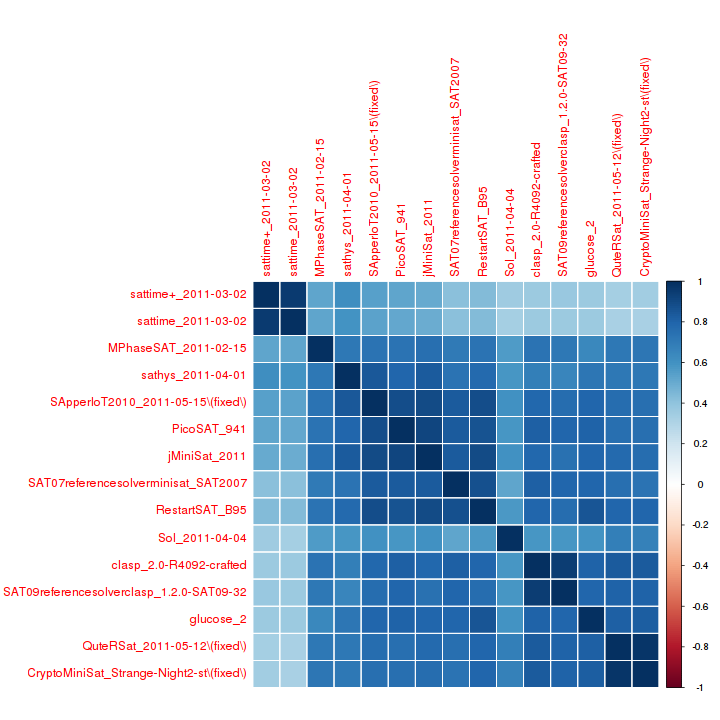 sattime+_2011-03-02
sattime_2011-03-02
MPhaseSAT_2011-02-15
sathys_2011-04-01
SApperloT2010_2011-05-15\(fixed\)
PicoSAT_941
jMiniSat_2011
SAT07referencesolverminisat_SAT2007
RestartSAT_B95
Sol_2011-04-04
clasp_2.0-R4092-crafted
SAT09referencesolverclasp_1.2.0-SAT09-32
glucose_2
QuteRSat_2011-05-12\(fixed\)
CryptoMiniSat_Strange-Night2-st\(fixed\)
sattime+_2011-03-02
sattime_2011-03-02
MPhaseSAT_2011-02-15
sathys_2011-04-01
SApperloT2010_2011-05-15\(fixed\)
PicoSAT_941
jMiniSat_2011
SAT07referencesolverminisat_SAT2007
RestartSAT_B95
Sol_2011-04-04
clasp_2.0-R4092-crafted
SAT09referencesolverclasp_1.2.0-SAT09-32
glucose_2
QuteRSat_2011-05-12\(fixed\)
CryptoMiniSat_Strange-Night2-st\(fixed\)
1
0.8
0.6
0.4
0.2
0
-0.2
-0.4
-0.6
-0.8
-1